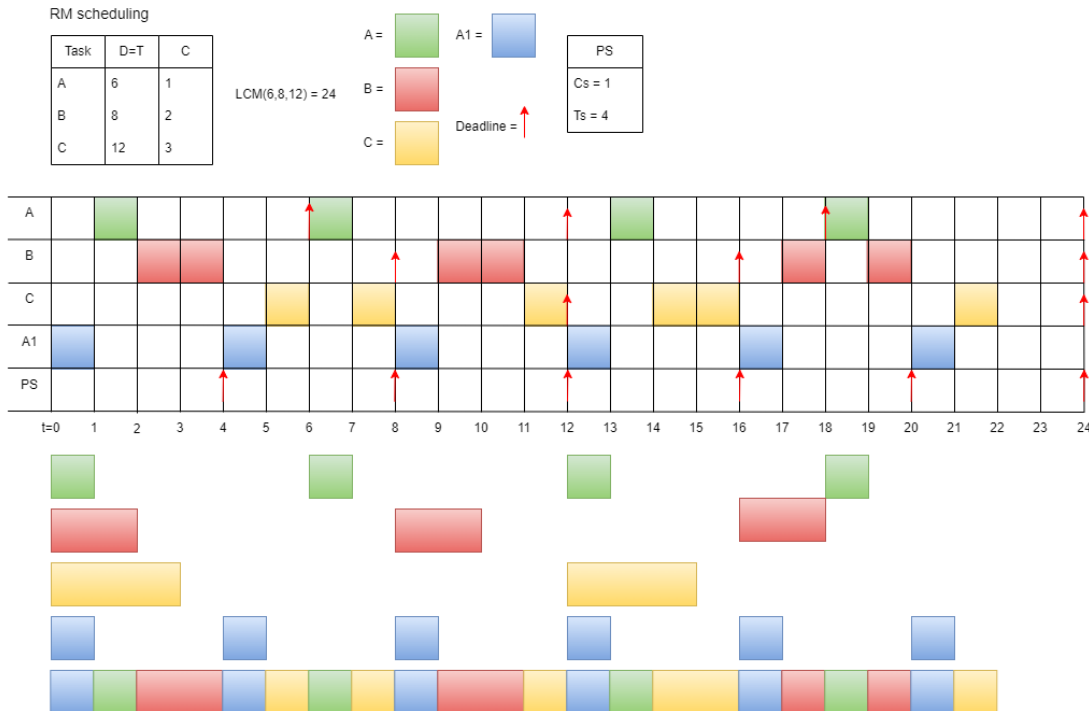 RM scheduling
Task D=T C
A 6 1
B 8 2
C 12 3
LCM(6,8,12) = 24
A =
A1 =
B =
Deadline =
C =
PS
Cs = 1
Ts = 4
A
B
C
A1
PS
t=0 1 2 3 4 5 6 7 8 9 10 11 12 13 14 15 16 17 18 19 20 21 22 23 24